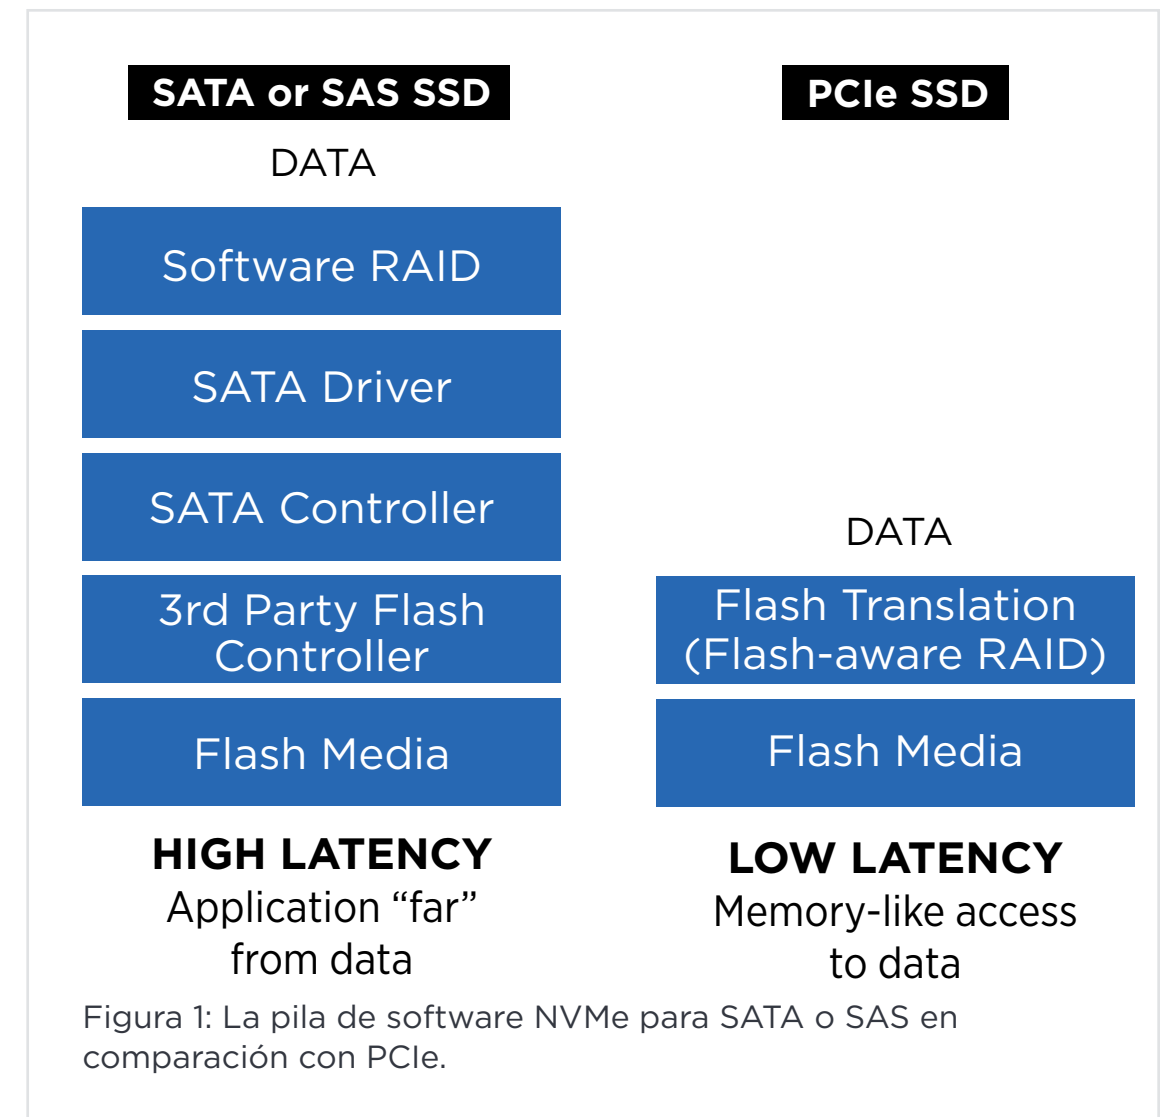 SATA or SAS SSD
DATA
Software RAID
SATA Driver
SATA Controller
3rd Party Flash
Controller
Flash Media
HIGH LATENCY
Application “far”
from data
PCIe SSD
DATA
Flash Translation
(Flash-aware RAID)
Flash Media
LOW LATENCY
Memory-like access
to data
Figura 1: La pila de software NVMe para SATA o SAS en
comparación con PCIe.